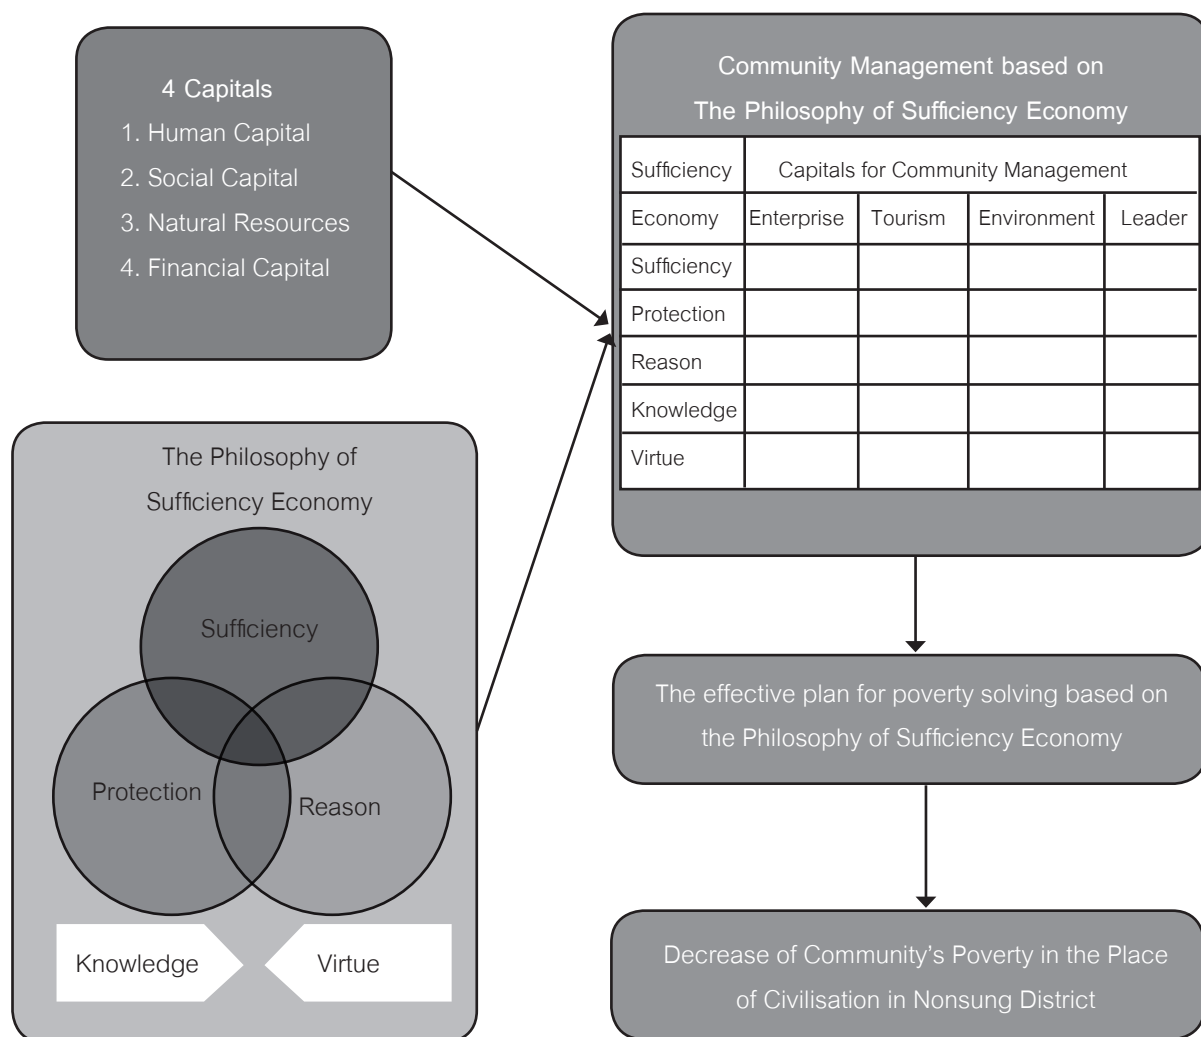 4 Capitals
1. Human Capital
2. Social Capital
3. Natural Resources
4. Financial Capital
The Philosophy of
Sufficiency Economy
Sufficiency
Protection
Reason
Knowledge
Virtue
Community Management based on
The Philosophy of Sufficiency Economy
Sufficiency Capitals for Community Management
Economy Enterprise Tourism Environment Leader
Sufficiency
Protection
Reason
Knowledge
Virtue
The effective plan for poverty solving based on
the Philosophy of Sufficiency Economy
Decrease of Community's Poverty in the Place
of Civilisation in Nonsung District